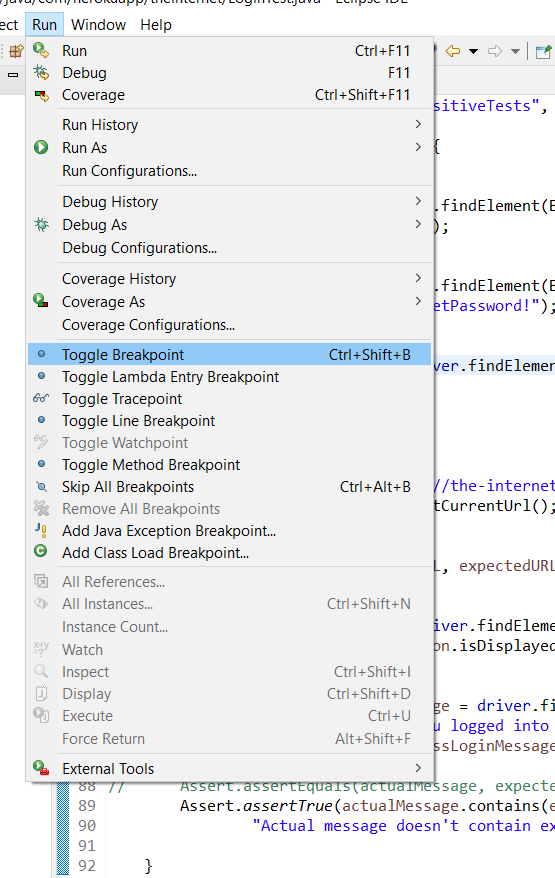 /java/com/herokuapp/theinternet/LoginTest.java - Eclipse IDE
ect Run Window Help
Run Ctrl+F11
Debug F11
Coverage Ctrl+Shift+F11
sitiveTests",
Run History
{
Run As
Run Configurations...
Debug History
.findElement(B
Debug As
);
Debug Configurations...
Coverage History
.findElement(B
Coverage As
etPassword!");
Coverage Configurations...
Toggle Breakpoint Ctrl+Shift+B
ver.findElemen
Toggle Lambda Entry Breakpoint
Toggle Tracepoint
Toggle Line Breakpoint
Toggle Watchpoint
Toggle Method Breakpoint
Skip All Breakpoints Ctrl+Alt+B
//the-internet
Remove All Breakpoints
tCurrentUrl();
Add Java Exception Breakpoint...
Add Class Load Breakpoint...
L, expectedURL
All References...
All Instances... Ctrl+Shift+N
Instance Count...
iver.findEleme
Watch
on.isDisplayed
Inspect Ctrl+Shift+I
Display Ctrl+Shift+D
ge = driver.fi
Execute Ctrl+U
u logged into
Force Return Alt+Shift+F
ssLoginMessage
External Tools
88 // Assert.assertEquals(actualMessage, expecte
89 Assert.assertTrue(actualMessage.contains(e
90 "Actual message doesn't contain ex
91
92 }